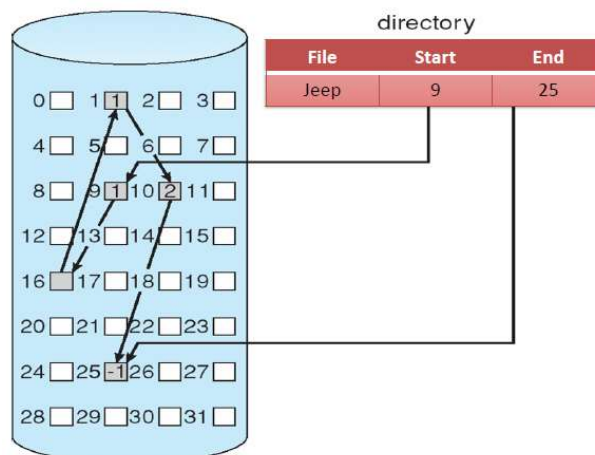 directory
File Start End
Jeep 9 25
0 1 1 2 3
4 5 6 7
8 9 1 10 2 11
12 13 14 15
16 17 18 19
20 21 22 23
24 25 -1 26 27
28 29 30 31